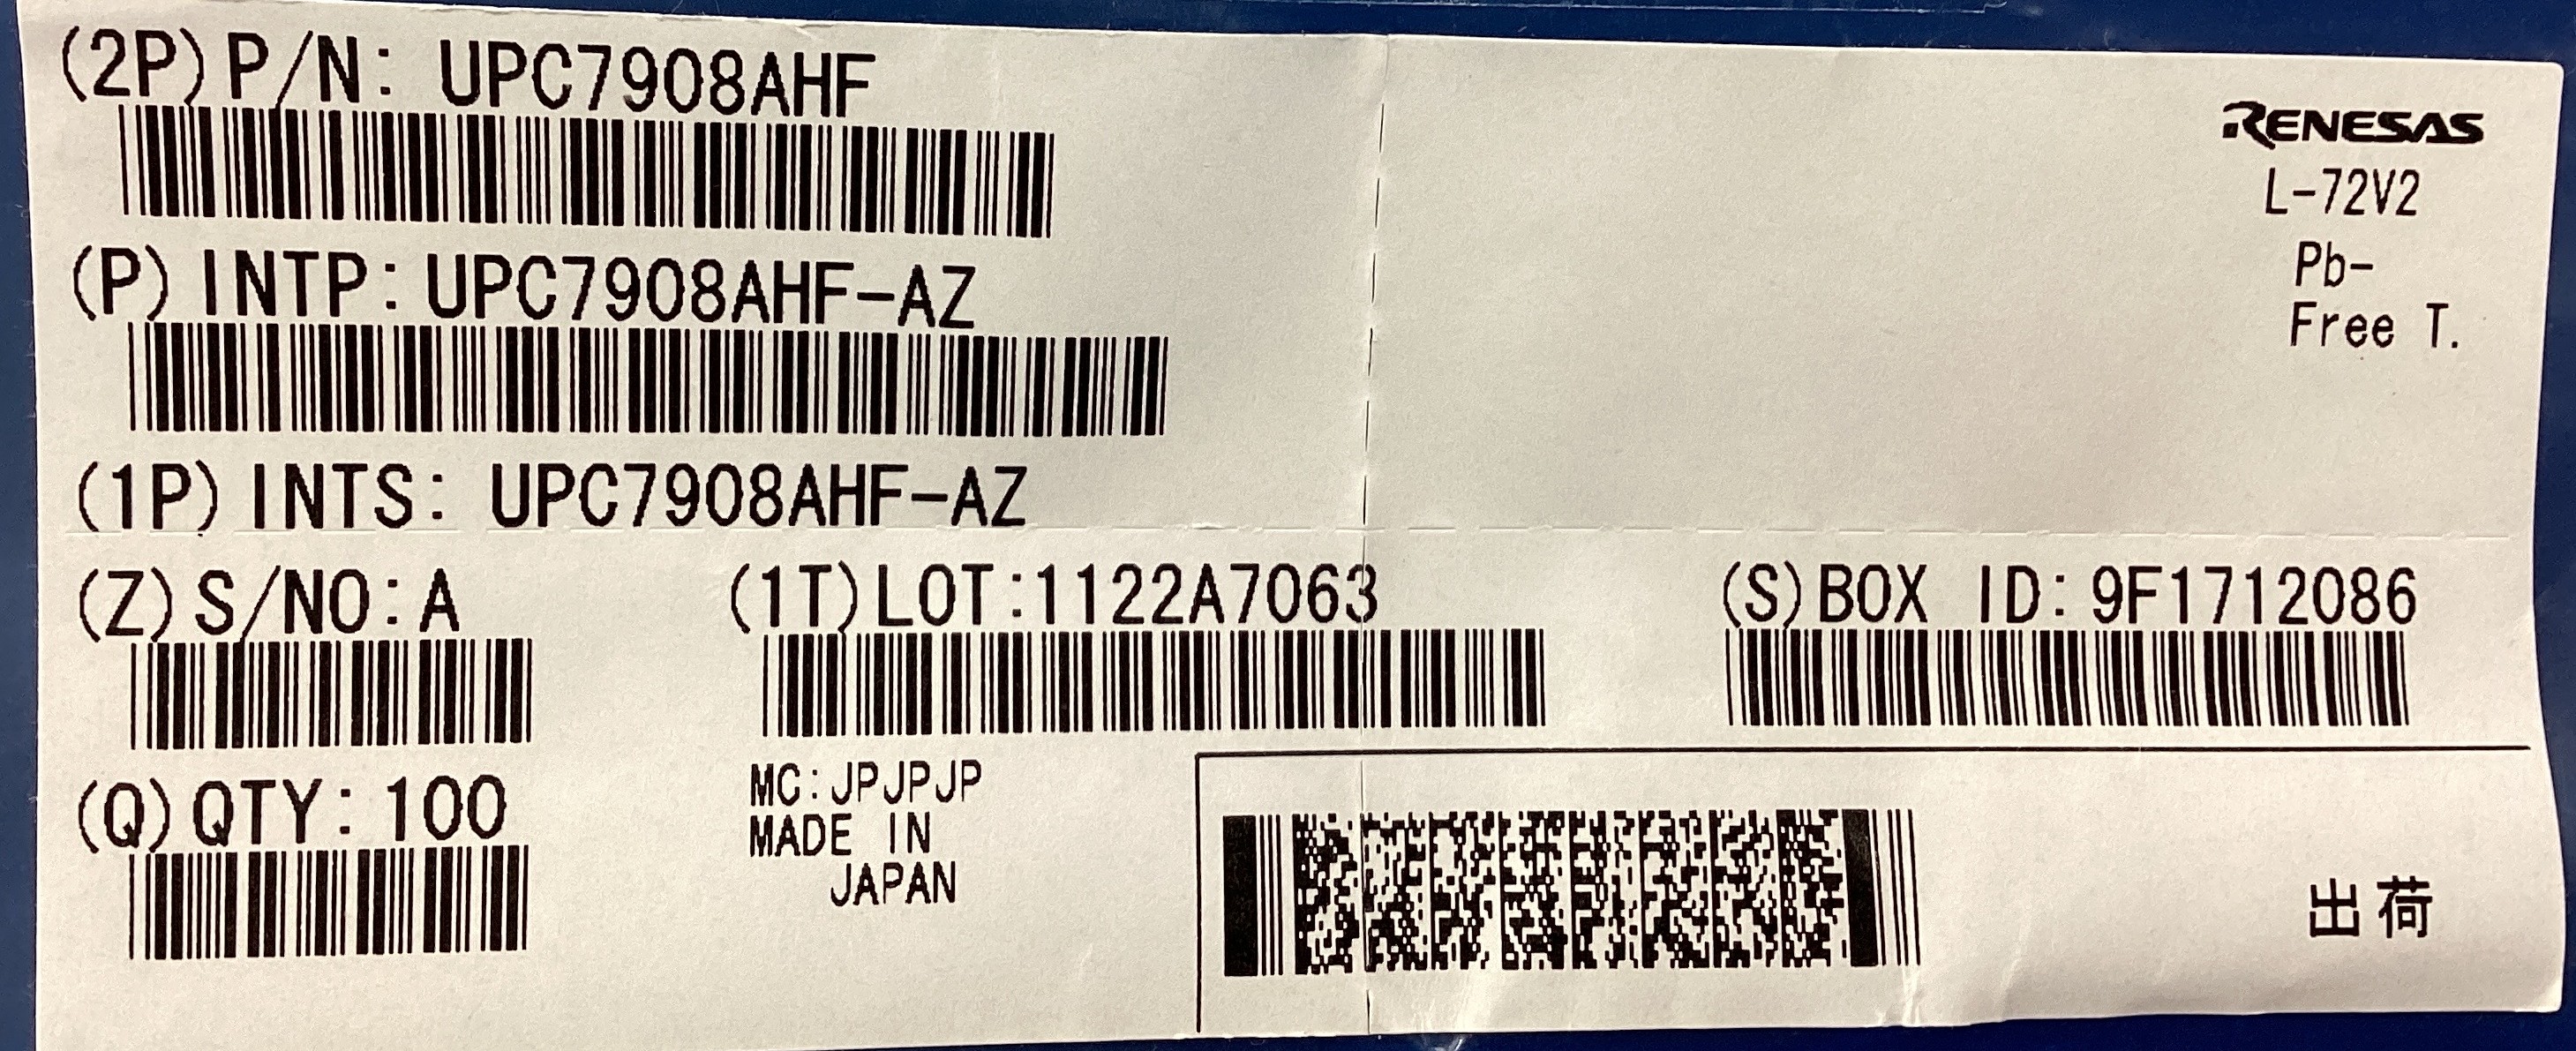 (2P) P/N: UPC7908AHF
RENESAS
L-72V2
Pb-
Free T.
(P) INTP: UPC7908AHF-AZ
(1P) INTS: UPC7908AHF-AZ
(Z) S/NO: A
(1T) LOT:1122A7063
(S) BOX ID: 9F1712086
(Q) QTY: 100
MC:JPJPJP
MADE IN
JAPAN
出荷